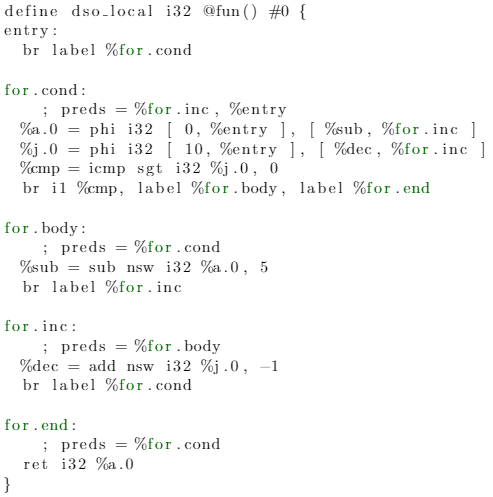 define dso_local i32 @fun() #0 {
entry:
  br label %for.cond

for.cond:
    ; preds = %for.inc, %entry
  %a.0 = phi i32 [ 0, %entry ], [ %sub, %for.inc ]
  %j.0 = phi i32 [ 10, %entry ], [ %dec, %for.inc ]
  %cmp = icmp sgt i32 %j.0, 0
  br i1 %cmp, label %for.body, label %for.end

for.body:
    ; preds = %for.cond
  %sub = sub nsw i32 %a.0, 5
  br label %for.inc

for.inc:
    ; preds = %for.body
  %dec = add nsw i32 %j.0, −1
  br label %for.cond

for.end:
    ; preds = %for.cond
  ret i32 %a.0
}